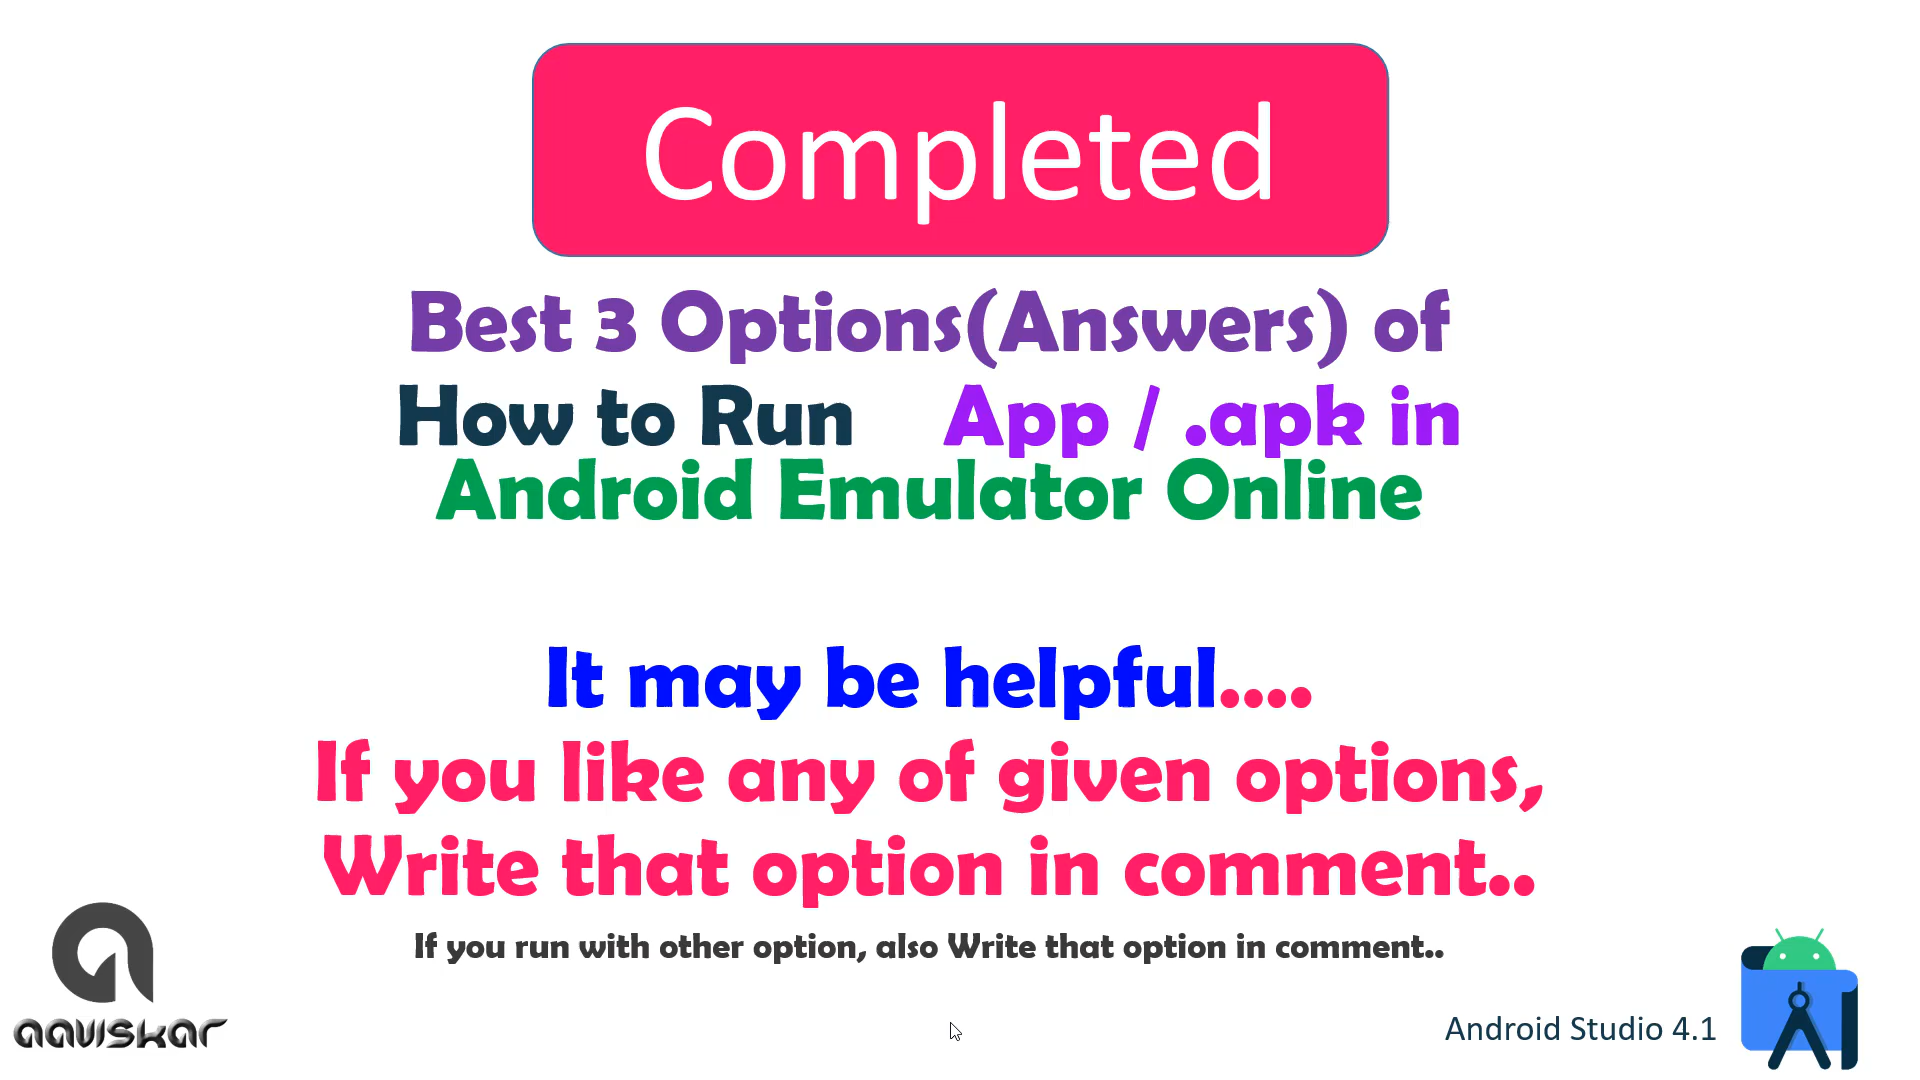 Completed
Best 3 Options(Answers) of
How to Run App / .apk in
Android Emulator Online
It may be helpful....
If you like any of given options,
Write that option in comment..
If you run with other option, also Write that option in comment..
aaviskar
Android Studio 4.1